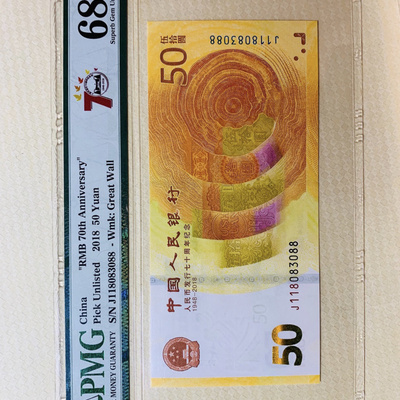 PMG
China
"RMB 70th Anniversary"
Pick Unlisted 2018 50 Yuan
S/N J118083088 - Wmk: Great Wall
MONEY GUARANTY
70
68
Superb Gem Un
50
伍拾圆
J118083088
中国人民银行
人民币发行七十周年纪念
1948-2018
50
50
J118083088